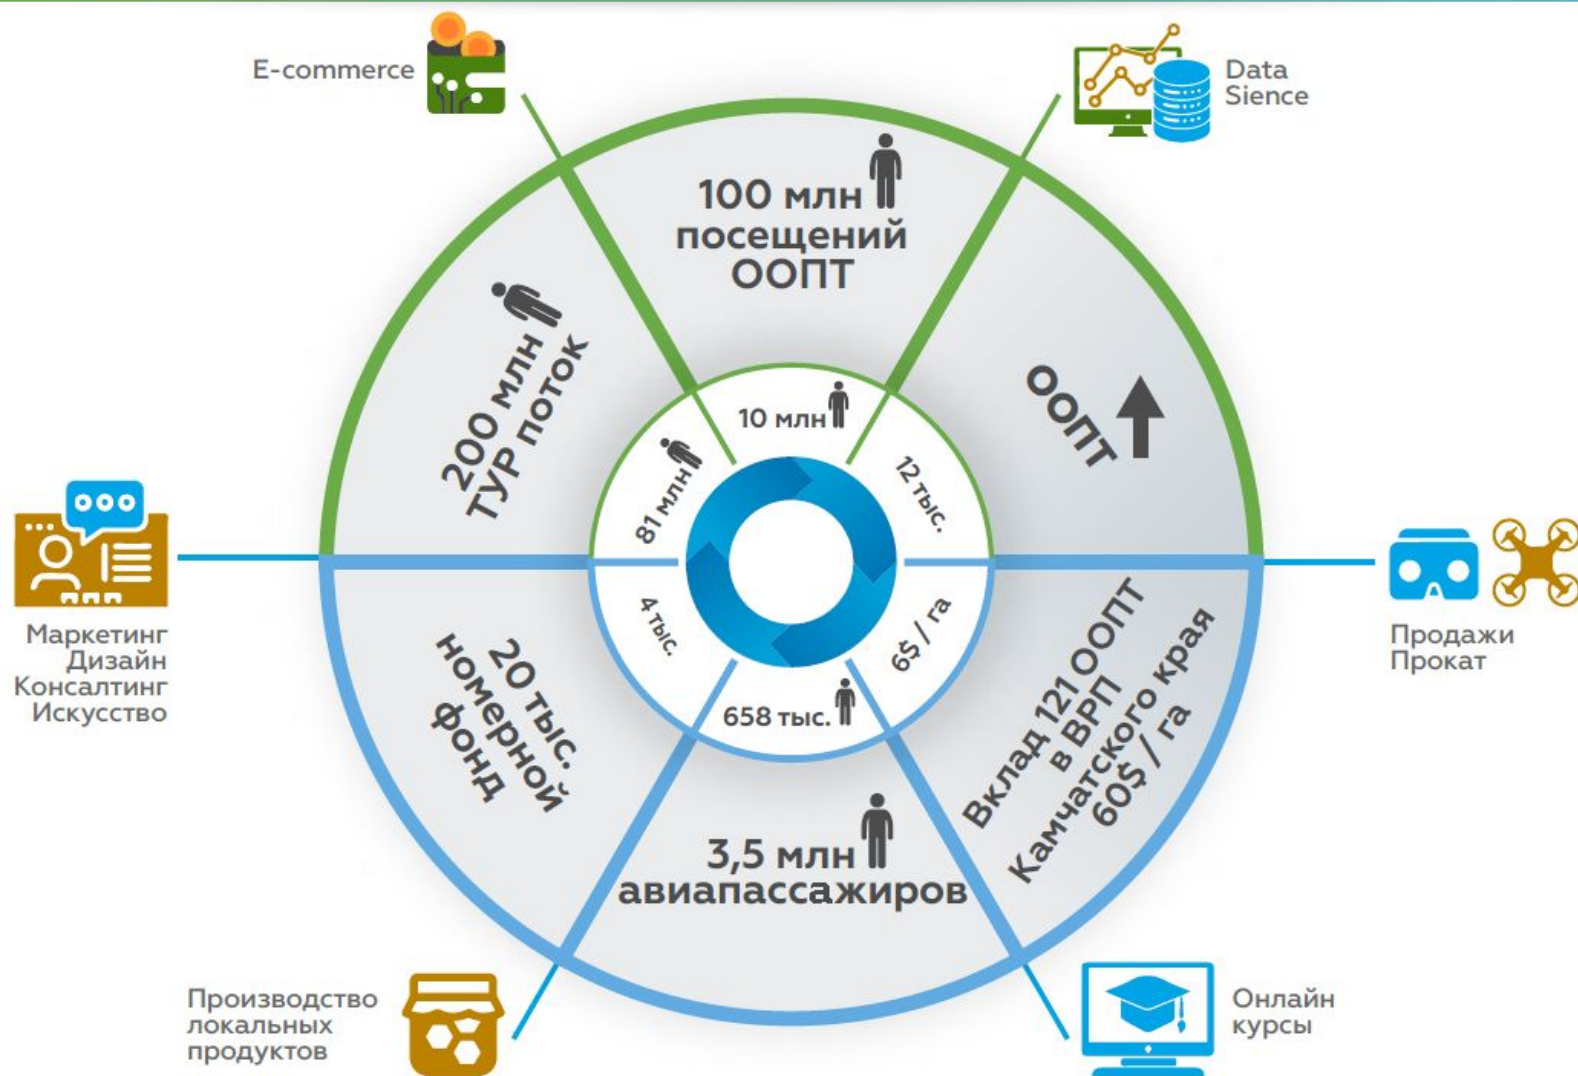 E-commerce
Data
Sience
100 млн
посещений
ООПТ
200 млн
ТУР поток
ООПТ
10 млн
81 млн
12 тыс.
4 тыс.
6$ / га
658 тыс.
20 тыс.
номерной
фонд
Вклад 121 ООПТ
в ВРП
Камчатского края
60$ / га
3,5 млн
авиапассажиров
Маркетинг
Дизайн
Консалтинг
Искусство
Продажи
Прокат
Производство
локальных
продуктов
Онлайн
курсы